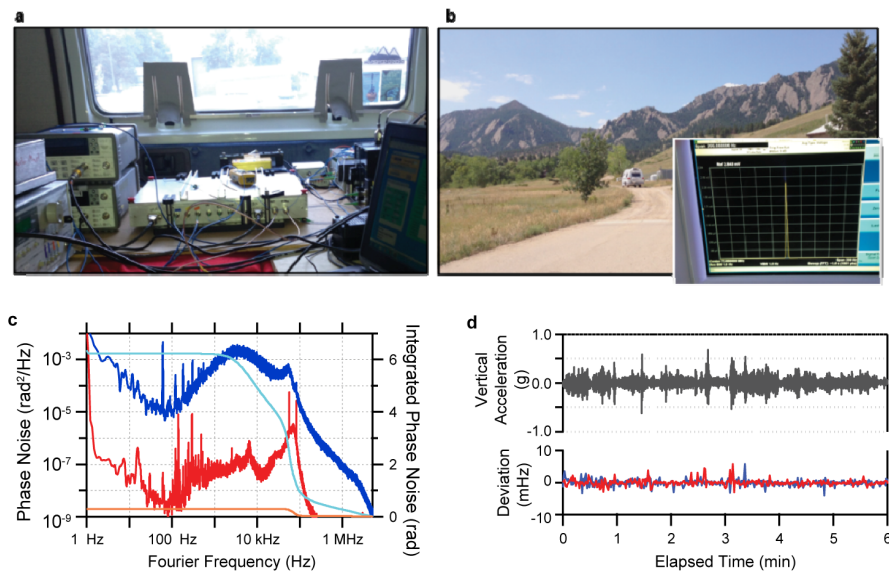 a
b
c
Phase Noise (rad²/Hz)
10⁻³
10⁻⁵
10⁻⁷
10⁻⁹
6
4
2
0
Integrated Phase Noise (rad)
1 Hz
100 Hz
10 kHz
1 MHz
Fourier Frequency (Hz)
d
Vertical
Acceleration
(g)
1.0
0.0
-1.0
Deviation
(mHz)
10
0
-10
0
1
2
3
4
5
6
Elapsed Time (min)